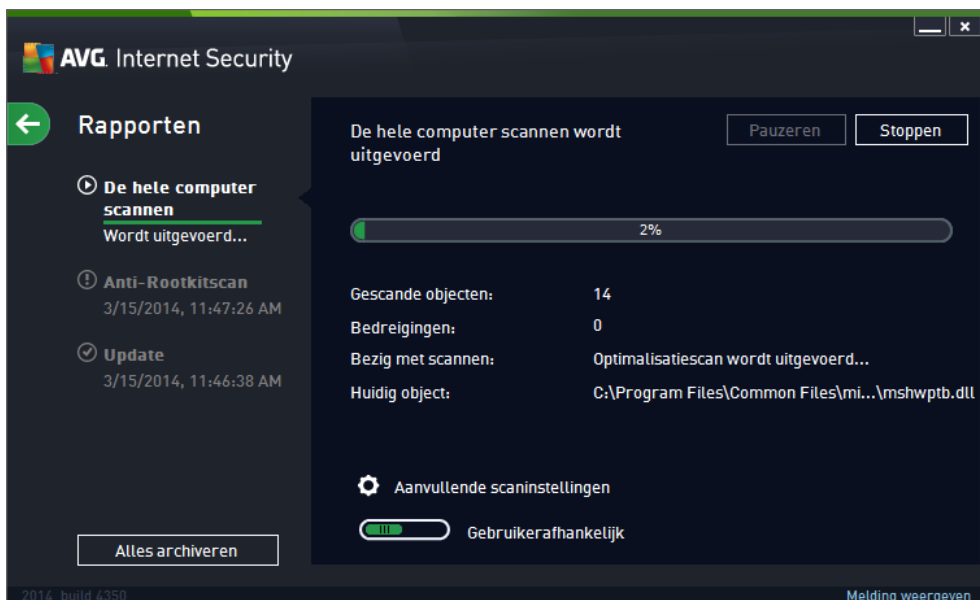 AVG. Internet Security
Rapporten
De hele computer
scannen
Wordt uitgevoerd...
Anti-Rootkitscan
3/15/2014, 11:47:26 AM
Update
3/15/2014, 11:46:38 AM
Alles archiveren
De hele computer scannen wordt
uitgevoerd
Pauzeren
Stoppen
2%
Gescande objecten: 14
Bedreigingen: 0
Bezig met scannen: Optimalisatiescan wordt uitgevoerd...
Huidig object: C:\Program Files\Common Files\mi...\mshwptb.dll
Aanvullende scaninstellingen
Gebruikerafhankelijk
2014 build 4350
Melding weergeven